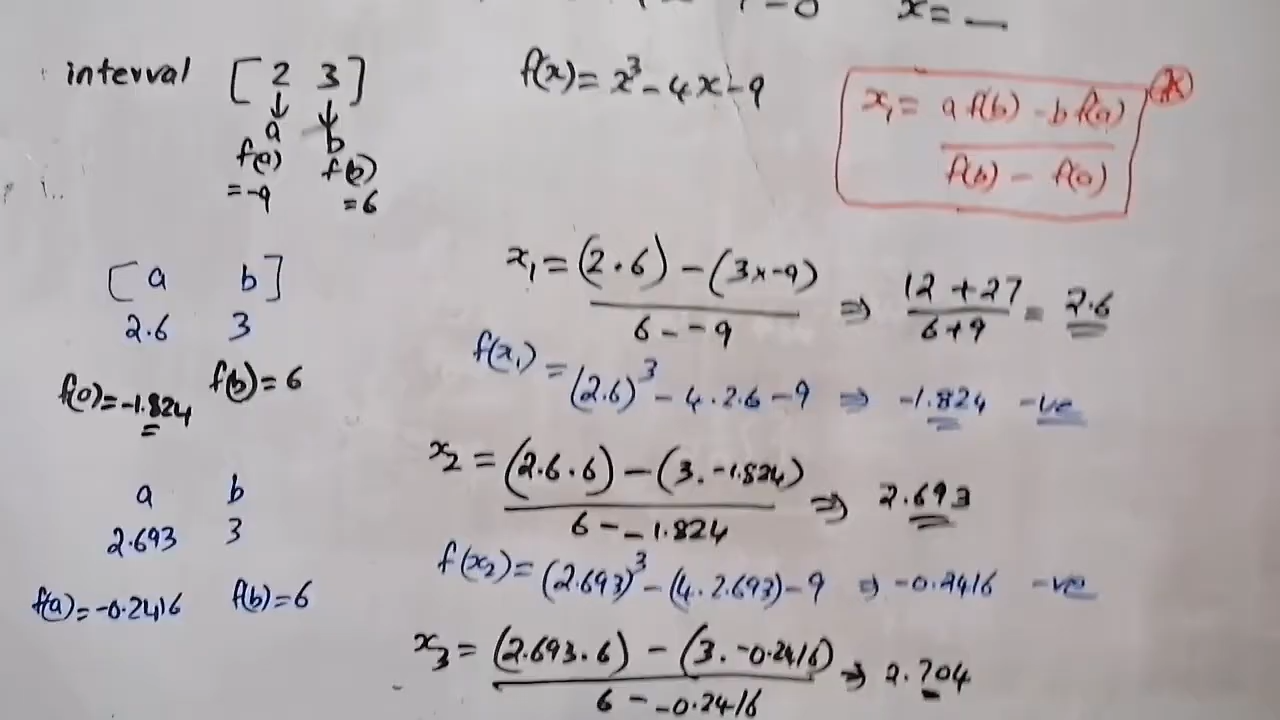 x = __
interval [ 2 3 ]
f(x) = x³ - 4x - 9
x₁ = a f(b) - b f(a)
f(b) - f(a)
↓ ↓
a b
f(a) f(b)
= -9 = 6
[ a b ]
2.6 3
f(a) = -1.824 f(b) = 6
x₁ = (2.6) - (3x-9) ⇒ 12 + 27 = 2.6
6 - -9 6+9
f(x₁) = (2.6)³ - 4.2.6 - 9 ⇒ -1.824 -ve
x₂ = (2.6.6) - (3.-1.824) ⇒ 2.693
6 - -1.824
a b
2.693 3
f(x₂) = (2.693)³ - (4.2.693) - 9 ⇒ -0.2416 -ve
f(a) = -0.2416 f(b) = 6
x₃ = (2.693.6) - (3.-0.2416) ⇒ 2.704
6 - -0.2416